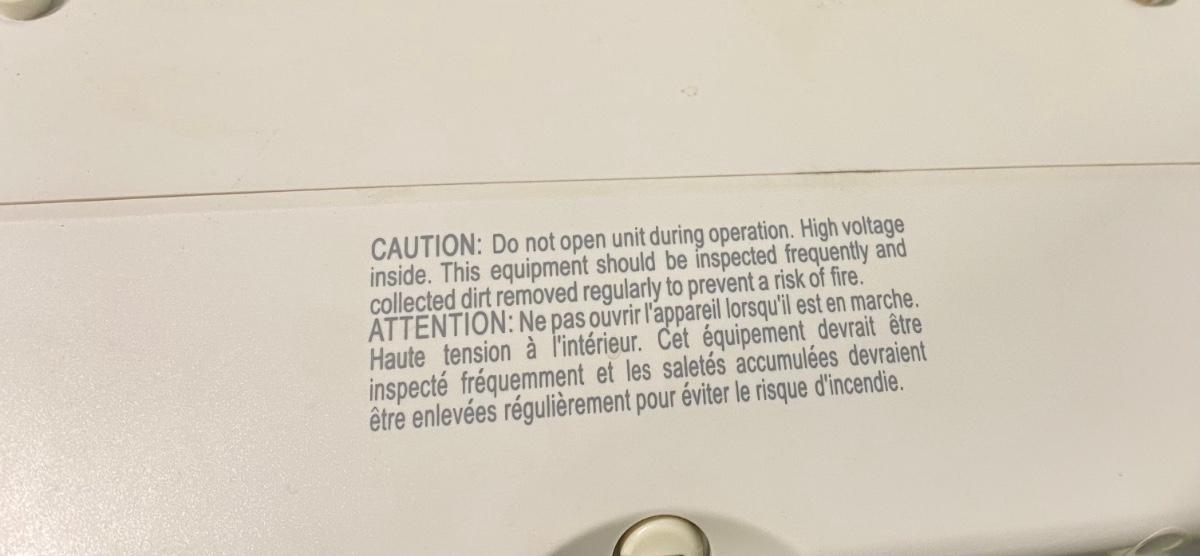 CAUTION: Do not open unit during operation. High voltage
inside. This equipment should be inspected frequently and
collected dirt removed regularly to prevent a risk of fire.
ATTENTION: Ne pas ouvrir l'appareil lorsqu'il est en marche.
Haute tension à l'intérieur. Cet équipement devrait être
inspecté fréquemment et les saletés accumulées devraient
être enlevées régulièrement pour éviter le risque d'incendie.